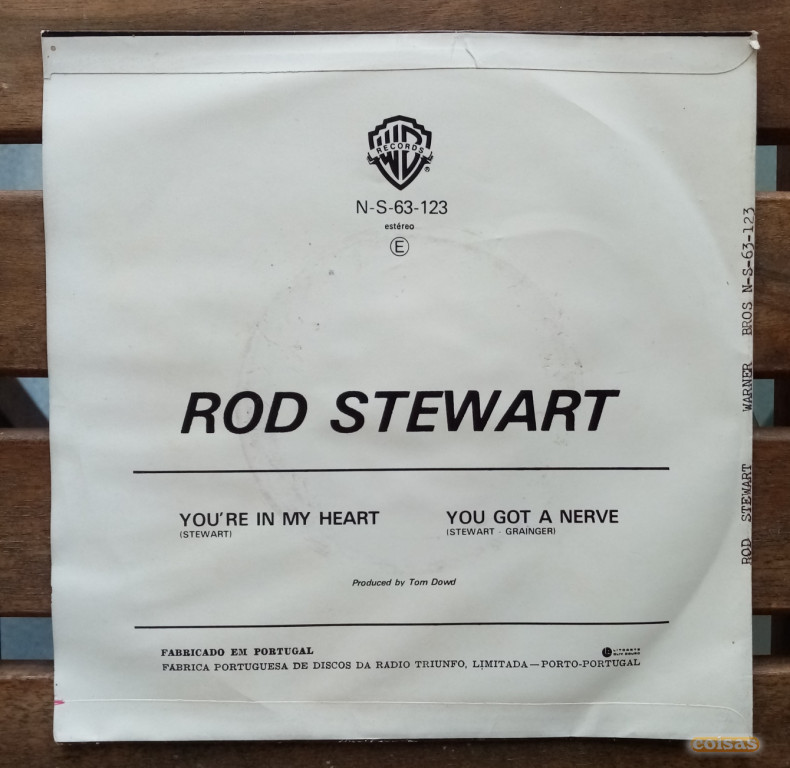 WB
RECORDS
®
N-S-63-123
estéreo
E
ROD STEWART
YOU'RE IN MY HEART
(STEWART)
YOU GOT A NERVE
(STEWART - GRAINGER)
Produced by Tom Dowd
FABRICADO EM PORTUGAL
FABRICA PORTUGUESA DE DISCOS DA RADIO TRIUNFO, LIMITADA — PORTO-PORTUGAL
ROD STEWART WARNER BROS N-S-63-123
coisas